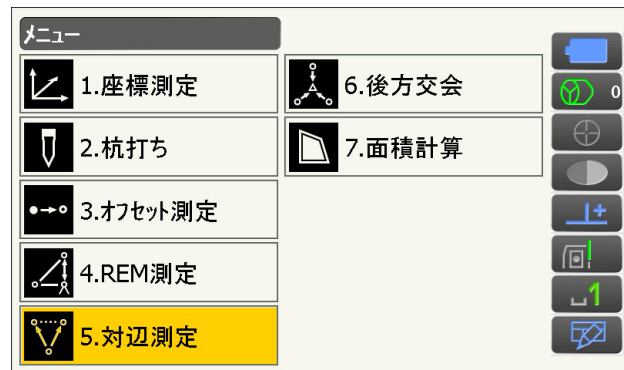 メニュー
1.座標測定
2.杭打ち
3.オフセット測定
4.REM測定
5.対辺測定
6.後方交会
7.面積計算
0
1